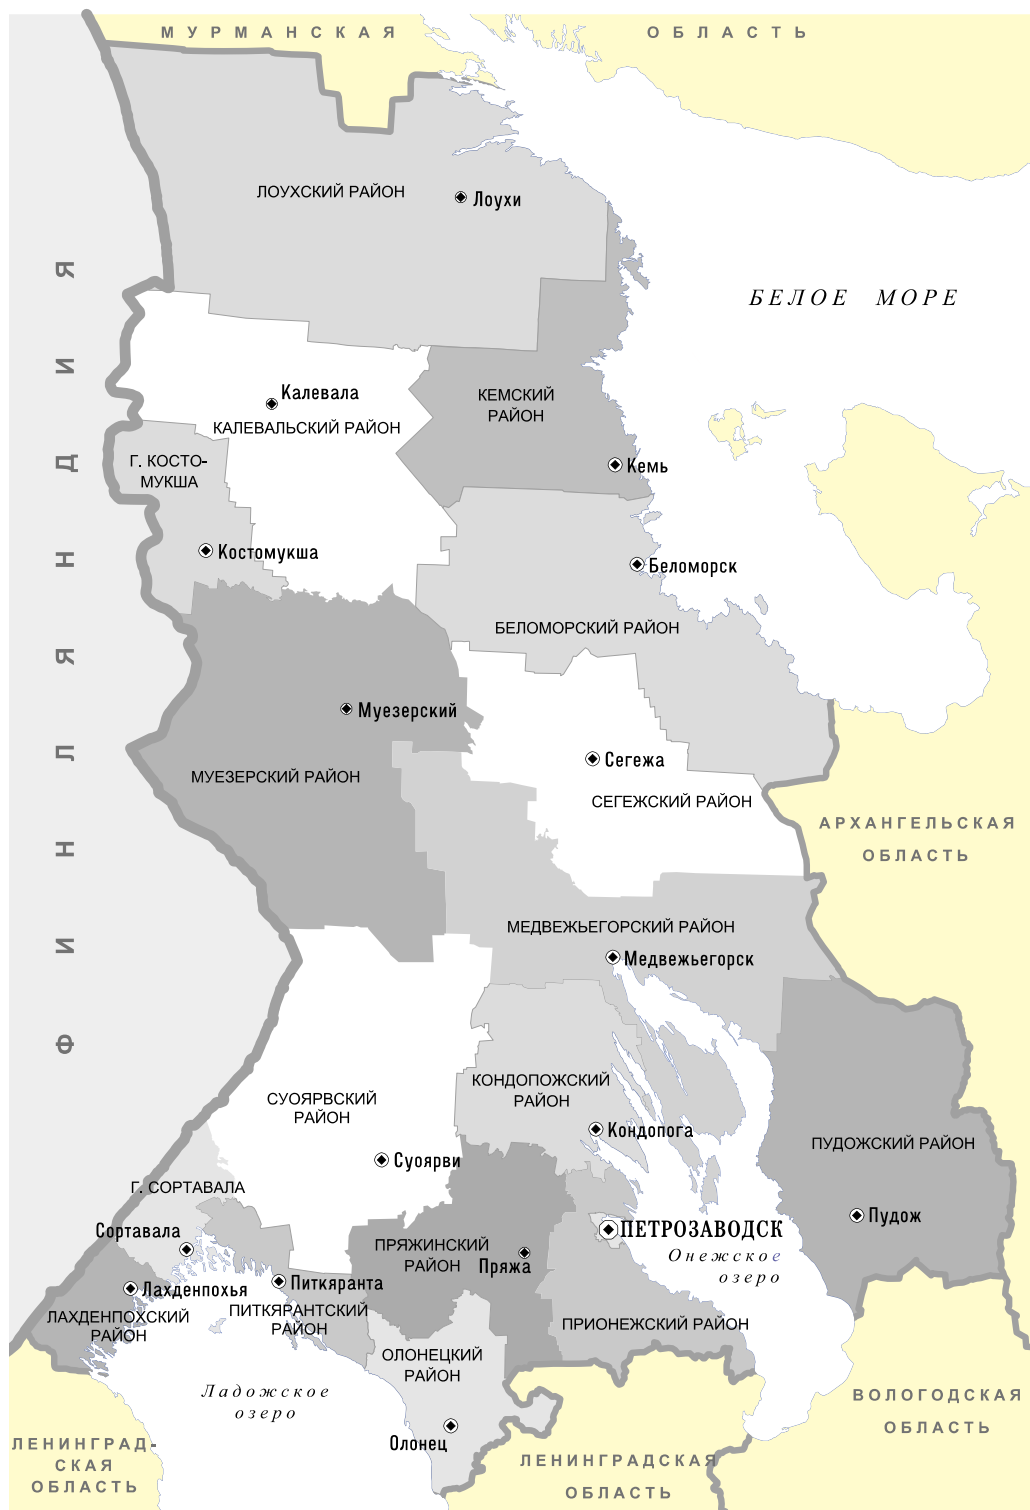 МУРМАНСКАЯ ОБЛАСТЬ
ЛОУХСКИЙ РАЙОН
Лоухи
БЕЛОЕ МОРЕ
ФИНЛЯНДИЯ
Калевала
КАЛЕВАЛЬСКИЙ РАЙОН
КЕМСКИЙ
РАЙОН
Кемь
Г. КОСТО-
МУКША
Костомукша
Беломорск
БЕЛОМОРСКИЙ РАЙОН
Муезерский
МУЕЗЕРСКИЙ РАЙОН
Сегежа
СЕГЕЖСКИЙ РАЙОН
АРХАНГЕЛЬСКАЯ
ОБЛАСТЬ
МЕДВЕЖЬЕГОРСКИЙ РАЙОН
Медвежьегорск
СУОЯРВСКИЙ
РАЙОН
Суоярви
КОНДОПОЖСКИЙ
РАЙОН
Кондопога
ПУДОЖСКИЙ РАЙОН
Пудож
Г. СОРТАВАЛА
Сортавала
ПЕТРОЗАВОДСК
Онежское
озеро
ПРЯЖИНСКИЙ
РАЙОН
Пряжа
Лахденпохья
ЛАХДЕНПОХСКИЙ
РАЙОН
Питкяранта
ПИТКЯРАНТСКИЙ
РАЙОН
ПРИОНЕЖСКИЙ РАЙОН
ОЛОНЕЦКИЙ
РАЙОН
Олонец
Ладожское
озеро
ВОЛОГОДСКАЯ
ОБЛАСТЬ
ЛЕНИНГРАД-
СКАЯ
ОБЛАСТЬ
ЛЕНИНГРАДСКАЯ
ОБЛАСТЬ